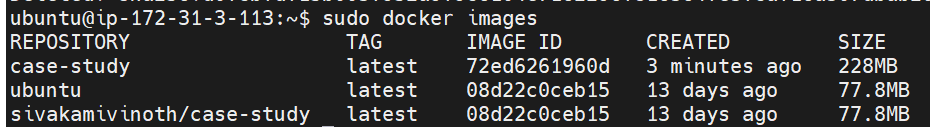 ubuntu@ip-172-31-3-113:~$ sudo docker images
REPOSITORY TAG IMAGE ID CREATED SIZE
case-study latest 72ed6261960d 3 minutes ago 228MB
ubuntu latest 08d22c0ceb15 13 days ago 77.8MB
sivakamivinoth/case-study latest 08d22c0ceb15 13 days ago 77.8MB